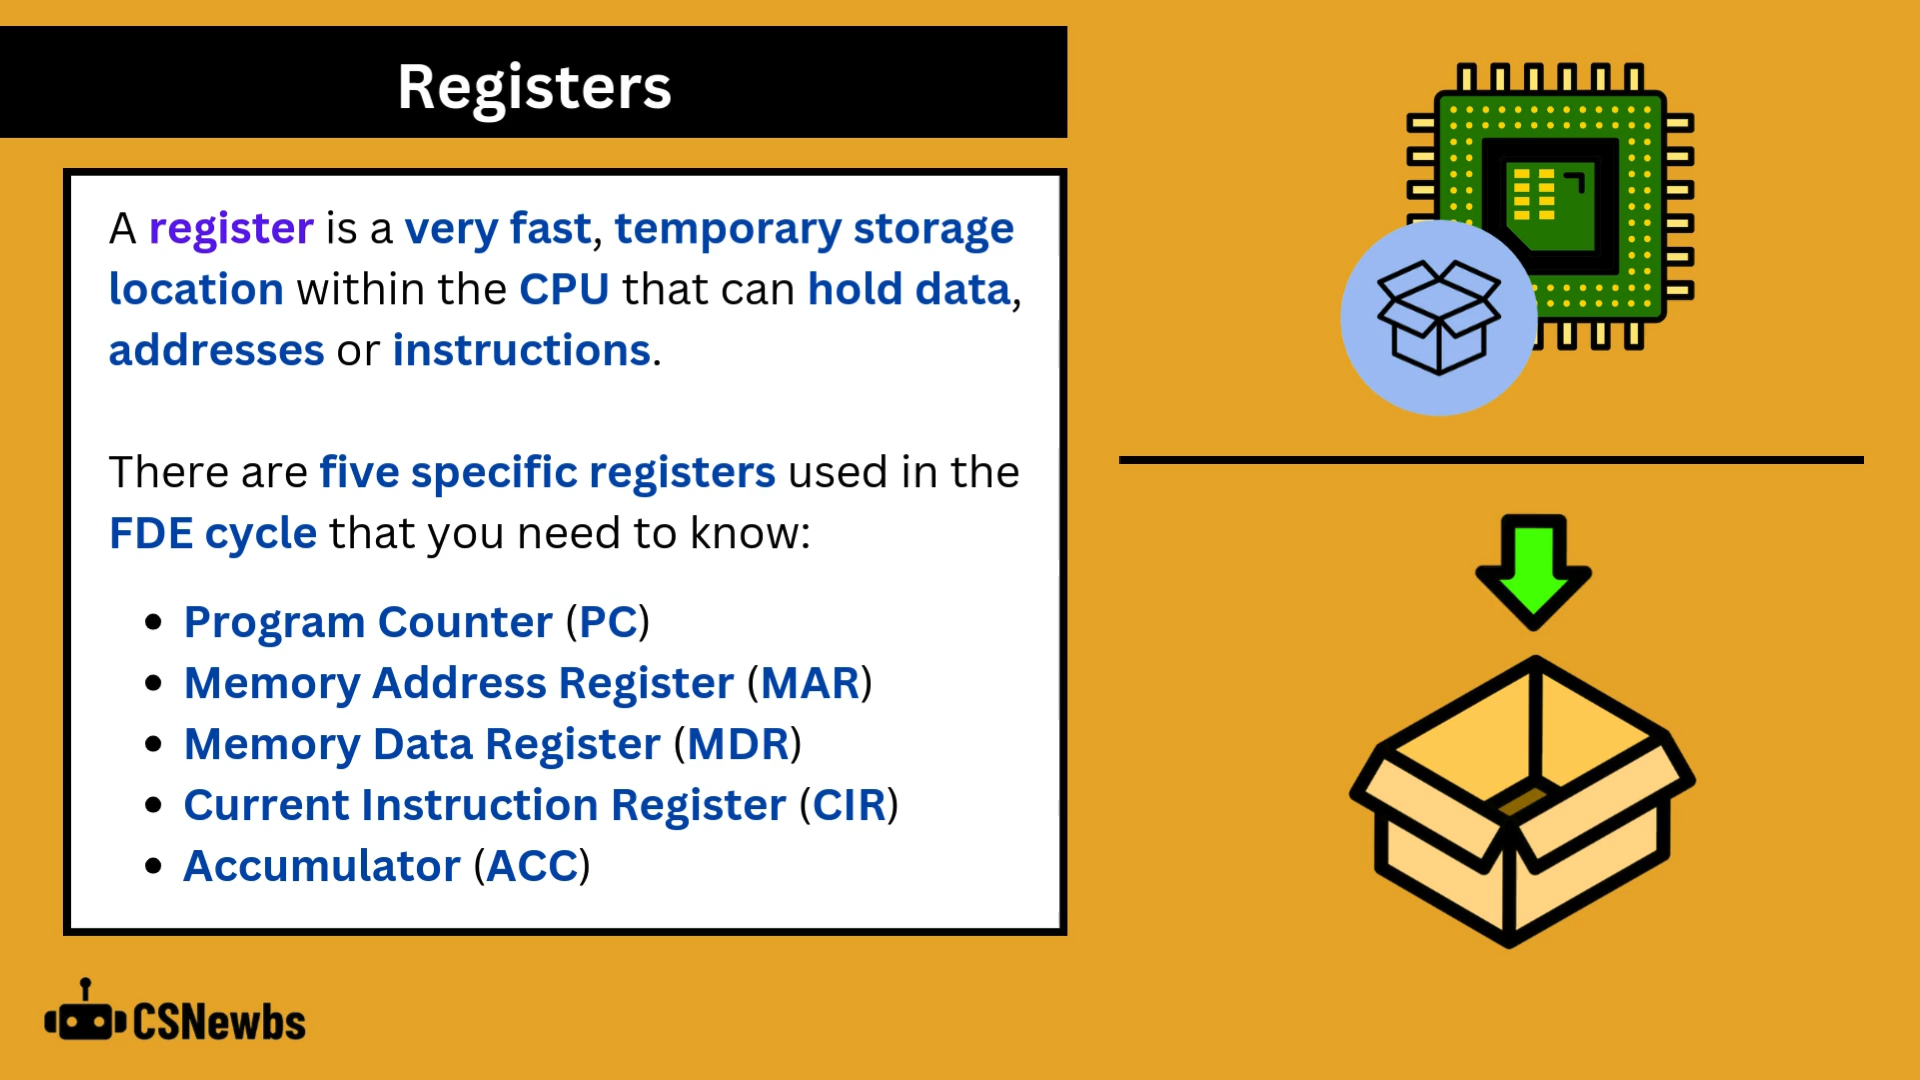 Registers
A register is a very fast, temporary storage
location within the CPU that can hold data,
addresses or instructions.
There are five specific registers used in the
FDE cycle that you need to know:
• Program Counter (PC)
• Memory Address Register (MAR)
• Memory Data Register (MDR)
• Current Instruction Register (CIR)
• Accumulator (ACC)
CSNewbs